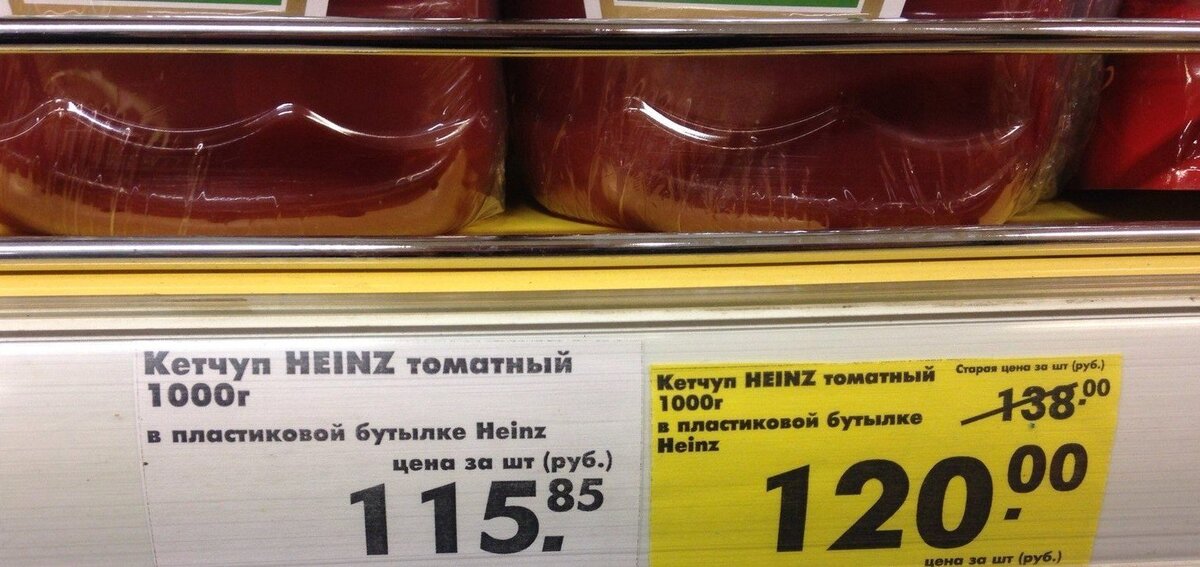 Кетчуп HEINZ томатный
1000г
в пластиковой бутылке Heinz
цена за шт (руб.)
115.85
Кетчуп HEINZ томатный
1000г
в пластиковой бутылке
Heinz
Старая цена за шт (руб.)
138.00
120.00
цена за шт (руб.)